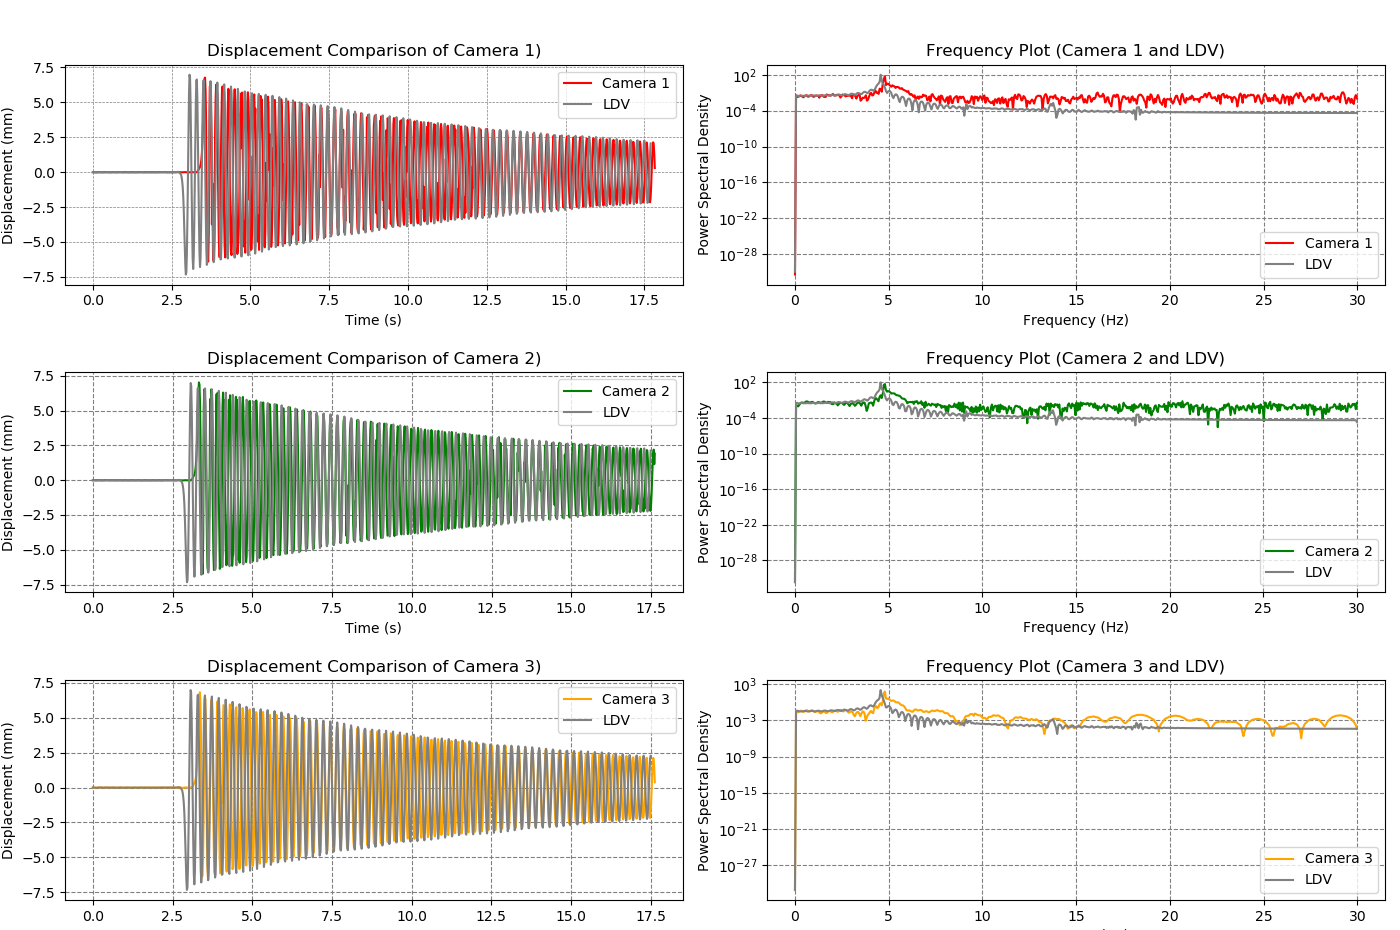 Displacement Comparison of Camera 1)
Displacement (mm)
7.5
5.0
2.5
0.0
−2.5
−5.0
−7.5
Camera 1
LDV
0.0 2.5 5.0 7.5 10.0 12.5 15.0 17.5
Time (s)
Frequency Plot (Camera 1 and LDV)
Power Spectral Density
10² 
10⁻⁴
10⁻¹⁰
10⁻¹⁶
10⁻²²
10⁻²⁸
Camera 1
LDV
0 5 10 15 20 25 30
Frequency (Hz)
Displacement Comparison of Camera 2)
Displacement (mm)
7.5
5.0
2.5
0.0
−2.5
−5.0
−7.5
Camera 2
LDV
0.0 2.5 5.0 7.5 10.0 12.5 15.0 17.5
Time (s)
Frequency Plot (Camera 2 and LDV)
Power Spectral Density
10²
10⁻⁴
10⁻¹⁰
10⁻¹⁶
10⁻²²
10⁻²⁸
Camera 2
LDV
0 5 10 15 20 25 30
Frequency (Hz)
Displacement Comparison of Camera 3)
Displacement (mm)
7.5
5.0
2.5
0.0
−2.5
−5.0
−7.5
Camera 3
LDV
0.0 2.5 5.0 7.5 10.0 12.5 15.0 17.5
Frequency Plot (Camera 3 and LDV)
Power Spectral Density
10³
10⁻³
10⁻⁹
10⁻¹⁵
10⁻²¹
10⁻²⁷
Camera 3
LDV
0 5 10 15 20 25 30